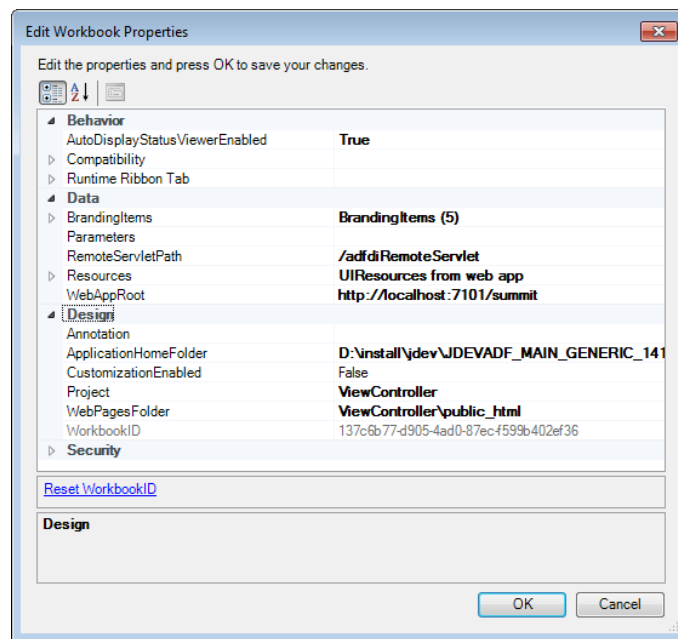 Edit Workbook Properties
Edit the properties and press OK to save your changes.
Behavior
AutoDisplayStatusViewerEnabled True
Compatibility
Runtime Ribbon Tab
Data
BrandingItems BrandingItems (5)
Parameters
RemoteServletPath /adfdiRemoteServlet
Resources UIResources from web app
WebAppRoot http://localhost:7101/summit
Design
Annotation
ApplicationHomeFolder D:\install\jdev\JDEVADF_MAIN_GENERIC_141
CustomizationEnabled False
Project ViewController
WebPagesFolder ViewController\public_html
WorkbookID 137c6b77-d905-4ad0-87ec-f599b402ef36
Security
Reset WorkbookID
Design
OK Cancel